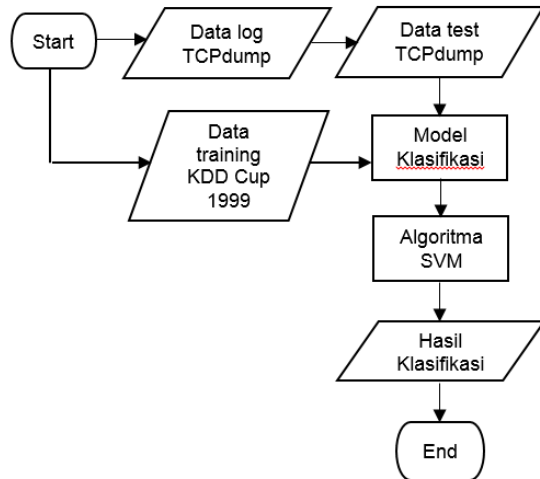 Start
Data log
TCPdump
Data test
TCPdump
Data
training
KDD Cup
1999
Model
Klasifikasi
Algoritma
SVM
Hasil
Klasifikasi
End